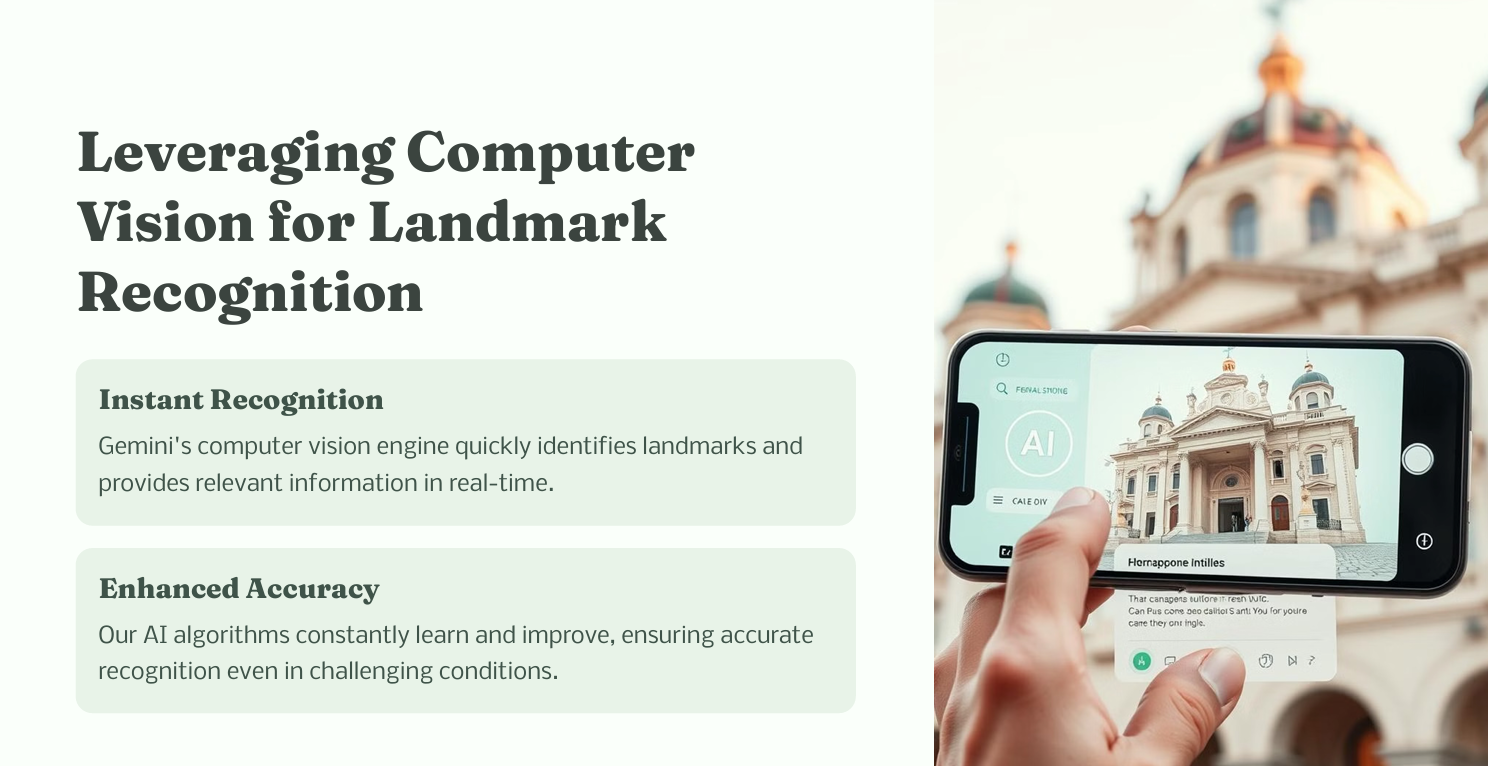 Leveraging Computer
Vision for Landmark
Recognition
Instant Recognition
Gemini's computer vision engine quickly identifies landmarks and
provides relevant information in real-time.
Enhanced Accuracy
Our AI algorithms constantly learn and improve, ensuring accurate
recognition even in challenging conditions.
AI
Hernappone Intilles